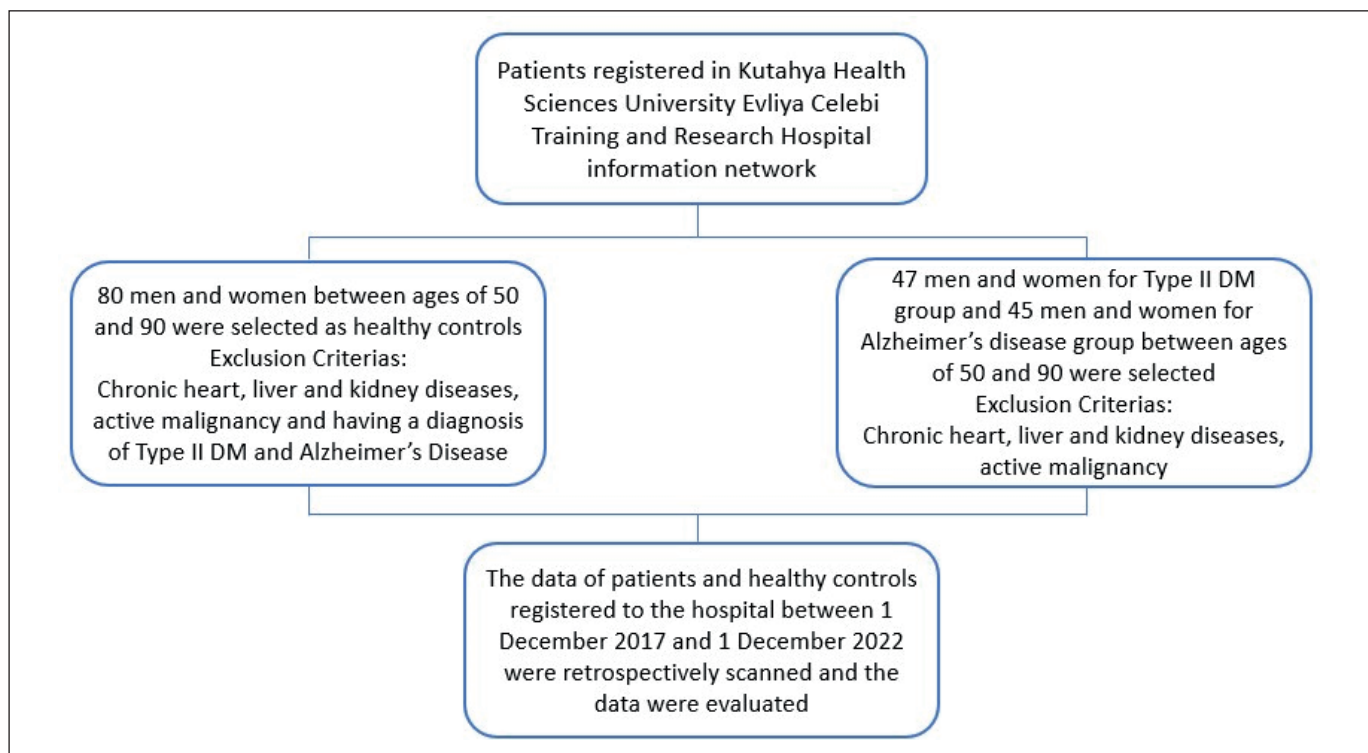 Patients registered in Kutahya Health
Sciences University Evliya Celebi
Training and Research Hospital
information network
80 men and women between ages of 50
and 90 were selected as healthy controls
Exclusion Criterias:
Chronic heart, liver and kidney diseases,
active malignancy and having a diagnosis
of Type II DM and Alzheimer’s Disease
47 men and women for Type II DM
group and 45 men and women for
Alzheimer’s disease group between ages
of 50 and 90 were selected
Exclusion Criterias:
Chronic heart, liver and kidney diseases,
active malignancy
The data of patients and healthy controls
registered to the hospital between 1
December 2017 and 1 December 2022
were retrospectively scanned and the
data were evaluated